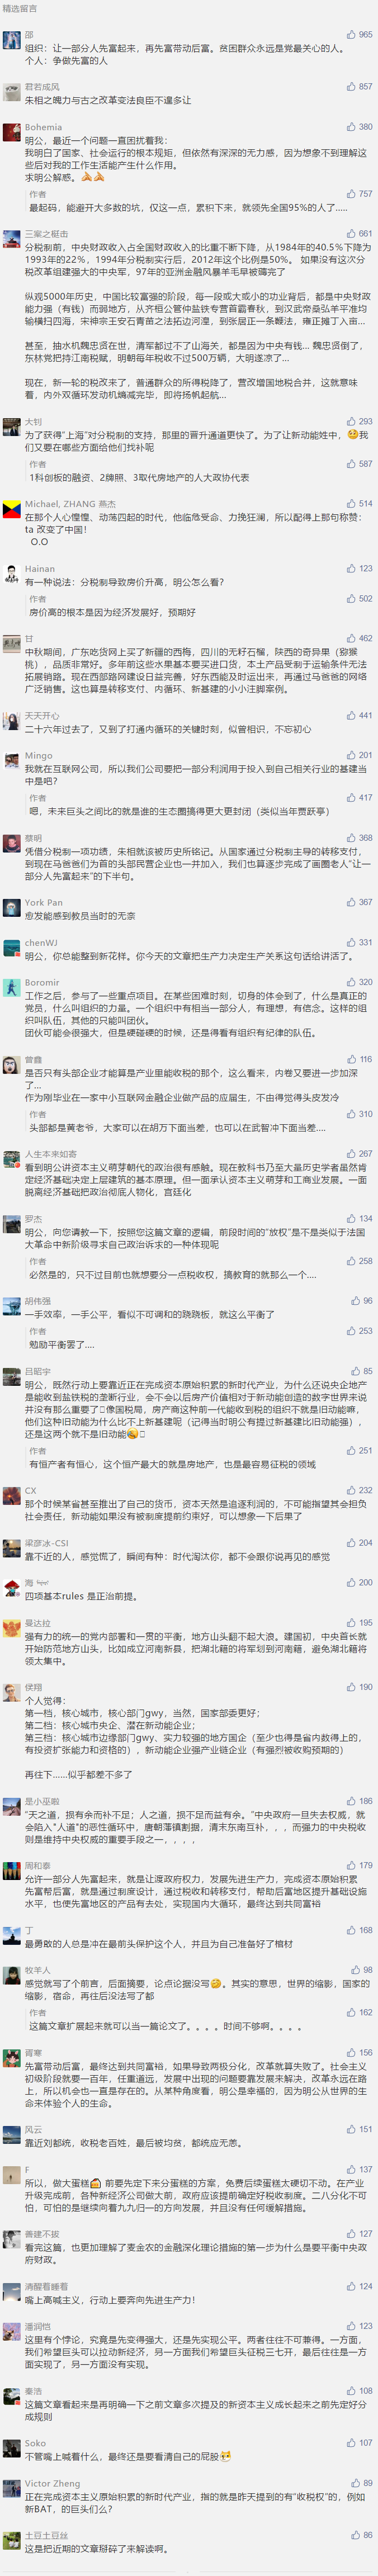 精选留言
邵 965
组织：让一部分人先富起来，再先富带动后富。贫困群众永远是党最关心的人。
个人：争做先富的人
君若成风 857
朱相之魄力与古之改革变法良臣不遑多让
Bohemia 380
明公，最近一个问题一直困扰着我：
我明白了国家、社会运行的根本规矩，但依然有深深的无力感，因为想象不到理解这
些后对我的工作生活能产生什么作用。
求明公解惑。🙏🙏
作者 757
最起码，能避开大多数的坑，仅这一点，累积下来，就领先全国95%的人了.....
三案之梃击 661
分税制前，中央财政收入占全国财政收入的比重不断下降，从1984年的40.5%下降为
1993年的22%，1994年分税制实行后，2012年这个比例是50%。 如果没有这次分
税改革组建强大的中央军，97年的亚洲金融风暴羊毛早被薅完了
纵观5000年历史，中国比较富强的阶段，每一段或大或小的功业背后，都是中央财政
能力强（有钱）而弱地方，从齐桓公管仲盐铁专营首霸春秋，到汉武帝桑弘羊平准均
输横扫四海，宋神宗王安石青苗之法拓边河湟，到张居正一条鞭法，雍正摊丁入亩...
甚至，抽水机魏忠贤在世，清军都过不了山海关，都是因为中央有钱... 魏忠贤倒了，
东林党把持江南税赋，明朝每年税收不过500万辆，大明遂凉了...
现在，新一轮的税改来了，普通群众的所得税降了，营改增国地税合并，这就意味
着，内外双循环发动机熵减完毕，即将扬帆起航...
大钊 293
为了获得“上海”对分税制的支持，那里的晋升通道更快了。为了让新动能姓中，我
们又要在哪些方面给他们找补呢
作者 587
1科创板的融资、2牌照、3取代房地产的人大政协代表
Michael, ZHANG 燕杰 514
在那个人心惶惶、动荡四起的时代，他临危受命、力挽狂澜，所以配得上那句称赞：
ta 改变了中国！
O.O
Hainan 123
有一种说法：分税制导致房价升高，明公怎么看？
作者 502
房价高的根本是因为经济发展好，预期好
甘 462
中秋期间，广东吃货网上买了新疆的西梅，四川的无籽石榴，陕西的奇异果（猕猴
桃），品质非常好。多年前这些水果基本要买进口货，本土产品受制于运输条件无法
拓展销路。现在西部路网建设日益完善，好东西能及时运出来，再通过马爸爸的网络
广泛销售。这也算是转移支付、内循环、新基建的小小注脚案例。
天天开心 441
二十六年过去了，又到了打通内循环的关键时刻，似曾相识，不忘初心
Mingo 201
我就在互联网公司，所以我们公司要把一部分利润用于投入到自己相关行业的基建当
中是吧？
作者 417
嗯，未来巨头之间比的就是谁的生态圈搞得更大更封闭（类似当年贾跃亭）
蔡明 368
凭借分税制一项功绩，朱相就该被历史所铭记。从国家通过分税制主导的转移支付，
到现在马爸爸们为首的头部民营企业也一并加入，我们也算逐步完成了画圈老人“让一
部分人先富起来”的下半句。
York Pan 367
愈发能感到教员当时的无奈
chenWJ 331
明公，你总能整到新花样。你今天的文章把生产力决定生产关系这句话给讲活了。
Boromir 320
工作之后，参与了一些重点项目。在某些困难时刻，切身的体会到了，什么是真正的
党员，什么叫组织的力量。一个组织中有相当一部分人，有理想，有信念。这样的组
织叫队伍，其他的只能叫团伙。
团伙可能会很强大，但是硬碰硬的时候，还是得看有组织有纪律的队伍。
曾鱻 116
是否只有头部企业才能算是产业里能收税的那个，这么看来，内卷又要进一步加深
了...
作为刚毕业在一家中小互联网金融企业做产品的应届生，不由得觉得头皮发冷
作者 310
头部都是黄老爷，大家可以在胡万下面当差，也可以在武智冲下面当差....
人生本来如寄 267
看到明公讲资本主义萌芽朝代的政治很有感触。现在教科书乃至大量历史学者虽然肯
定经济基础决定上层建筑的基本原理。但一面承认资本主义萌芽和工商业发展。一面
脱离经济基础把政治彻底人物化，宫廷化
罗杰 134
明公，向您请教一下，按照您这篇文章的逻辑，前段时间的“放权”是不是类似于法国
大革命中新阶级寻求自己政治诉求的一种体现呢
作者 258
必然是的，只不过目前也就想要分一点税收权，搞教育的就那么一个....
胡伟强 96
一手效率，一手公平，看似不可调和的跷跷板，就这么平衡了
作者 253
勉励平衡罢了....
吕昭宇 85
明公，既然行动上要靠近正在完成资本原始积累的新时代产业，为什么还说央企地产
是能收到盐铁税的垄断行业，会不会以后房产价值相对于新动能创造的数字世界来说
并没有那么重要了像国税局，房产商这种前一代能收到税的组织不就是旧动能嘛，
他们这种旧动能为什么比不上新基建呢（记得当时明公有提过新基建比旧动能强），
还是这两个就不是旧动能
作者 251
有恒产者有恒心，这个恒产最大的就是房地产，也是最容易征税的领域
CX 232
那个时候某省甚至推出了自己的货币，资本天然是追逐利润的，不可能指望其会担负
社会责任，新动能如果没有被制度提前约束好，可以想象一下后果了
梁彦冰-CSI 204
靠不近的人，感觉慌了，瞬间有种：时代淘汰你，都不会跟你说再见的感觉
海 200
四项基本rules 是正治前提。
曼达拉 195
强有力的统一的党内部署和一贯的平衡，地方山头翻不起大浪。建国初，中央首长就
开始防范地方山头，比如成立河南新县，把湖北籍的将军划到河南籍，避免湖北籍将
领太集中。
侯翔 190
个人觉得：
第一档，核心城市，核心部门gwy，当然，国家部委更好；
第二档：核心城市央企、潜在新动能企业；
第三档：核心城市边缘部门gwy、实力较强的地方国企（至少也得是省内数得上的，
有投资扩张能力和资格的），新动能企业强产业链企业（有强烈被收购预期的）
再往下……似乎都差不多了
是小巫啦 186
“天之道，损有余而补不足；人之道，损不足而益有余。”中央政府一旦失去权威，就
会陷入"人道"的恶性循环中，唐朝藩镇割据，清末东南互补，，，而强力的中央税收
则是维持中央权威的重要手段之一，，，，
周和泰 179
允许一部分人先富起来，就是让渡政府权力，发展先进生产力，完成资本原始积累
先富帮后富，就是通过制度设计，通过税收和转移支付，帮助后富地区提升基础设施
水平，也使先富地区的产品有去处，实现国内大循环，最终达到共同富裕
丁 168
最勇敢的人总是冲在最前头保护这个人，并且为自己准备好了棺材
牧羊人 98
感觉就写了个前言，后面摘要，论点论据没写。其实的意思，世界的缩影，国家的
缩影，宿命，再往后没法写了都
作者 162
这篇文章扩展起来就可以当一篇论文了。。。。时间不够啊。。。。
胥寒 156
先富带动后富，最终达到共同富裕，如果导致两极分化，改革就算失败了。社会主义
初级阶段就要一百年，任重道远，发展中出现的问题要靠发展来解决，改革永远在路
上，所以机会也一直是存在的。从某种角度看，明公是幸福的，因为明公从世界的生
命来体验个人的生命。
风云 151
靠近刘都统，收税老百姓，最后被均贫，都统应无恙。
F 137
所以，做大蛋糕🍰 前要先定下来分蛋糕的方案，免费后续蛋糕太硬切不动。在产业
升级完成前，各种新经济公司做大前，政府应该提前确定好税收制度。二八分化不可
怕，可怕的是继续向着九九归一的方向发展，并且没有任何缓解措施。
善建不拔 127
看完这篇，也更加理解了麦金农的金融深化理论措施的第一步为什么是要平衡中央政
府财政。
清醒着睡着 124
嘴上高喊主义，行动上要奔向先进生产力！
潘润恺 123
这里有个悖论，究竟是先变得强大，还是先实现公平。两者往往不可兼得。一方面，
我们希望巨头可以拉动新经济，另一方面我们希望巨头征税三七开，最后往往是一方
面实现了，另一方面没有实现。
秦浩 108
这篇文章看起来是再明确一下之前文章多次提及的新资本主义成长起来之前先定好分
成规则
Soko 107
不管嘴上喊着什么，最终还是要看清自己的屁股
Victor Zheng 89
正在完成资本主义原始积累的新时代产业，指的就是昨天提到的有“收税权”的，例如
新BAT，的巨头们么？
土豆土豆丝 86
这是把近期的文章掰碎了来解读啊。